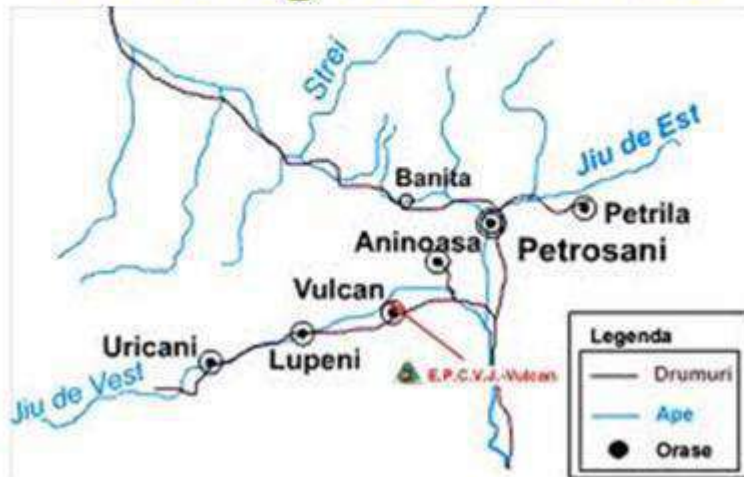 Strei
Jiu de Est
Banita
Petrila
Aninoasa
Petrosani
Vulcan
Uricani
Lupeni
E.P.C.V.J.-Vulcan
Jiu de Vest
Legenda
Drumuri
Ape
Orase